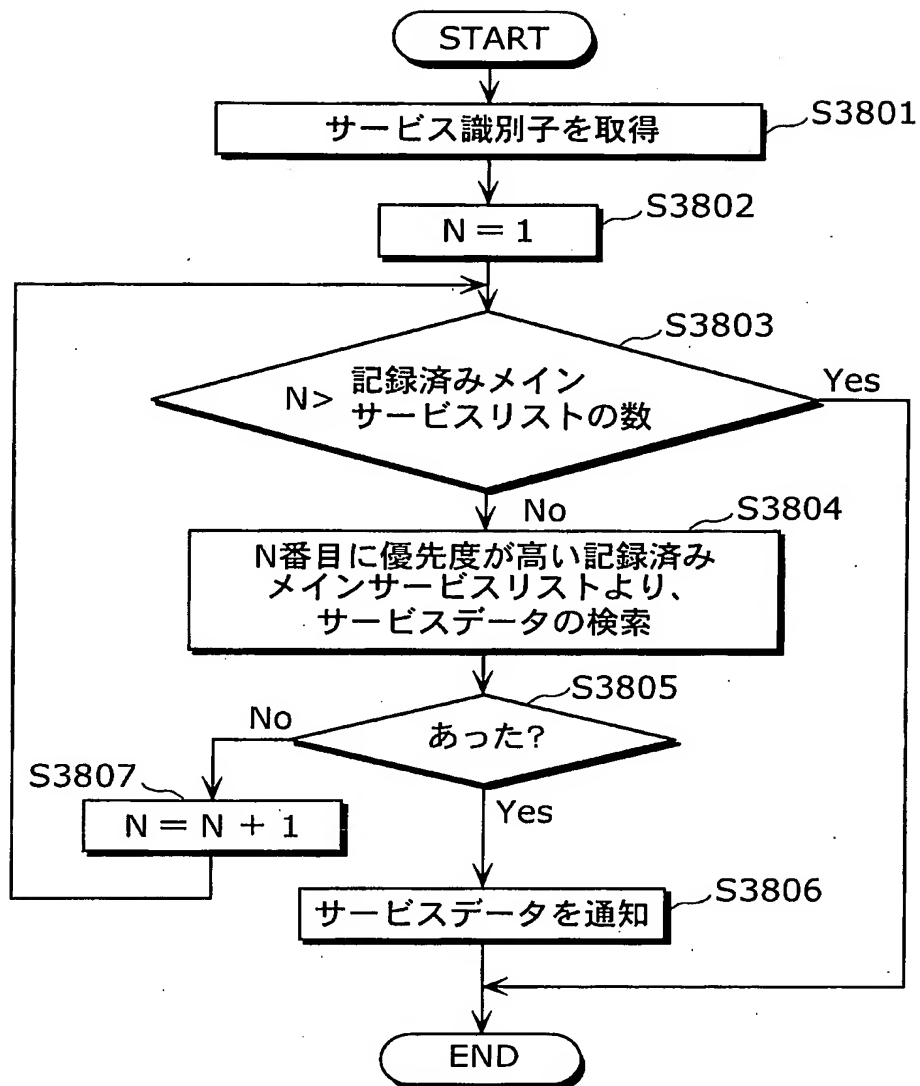 START
サービス識別子を取得
S3801
N = 1
S3802
S3803
N> 記録済みメイン
サービスリストの数
Yes
No
S3804
N番目に優先度が高い記録済み
メインサービスリストより、
サービスデータの検索
S3805
あった?
No
S3807
N = N + 1
Yes
S3806
サービスデータを通知
END